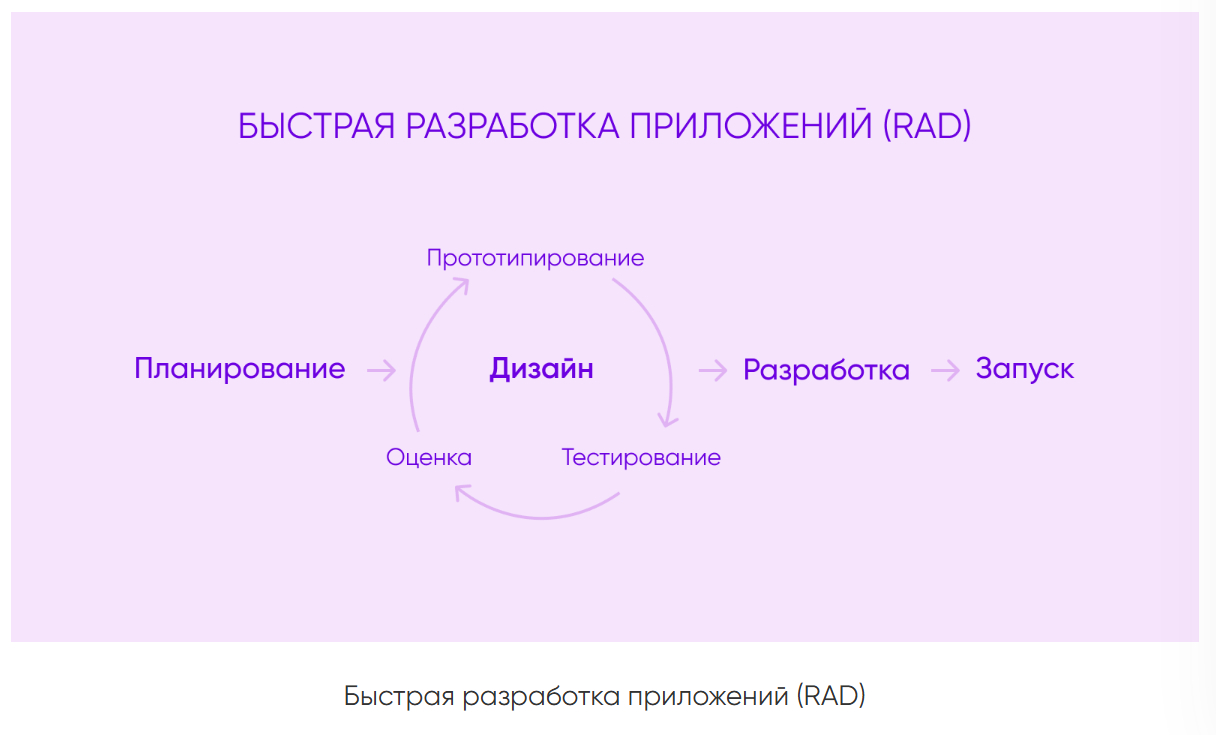 БЫСТРАЯ РАЗРАБОТКА ПРИЛОЖЕНИЙ (RAD)
Прототипирование
Планирование → Дизайн → Разработка → Запуск
Оценка
Тестирование
Быстрая разработка приложений (RAD)